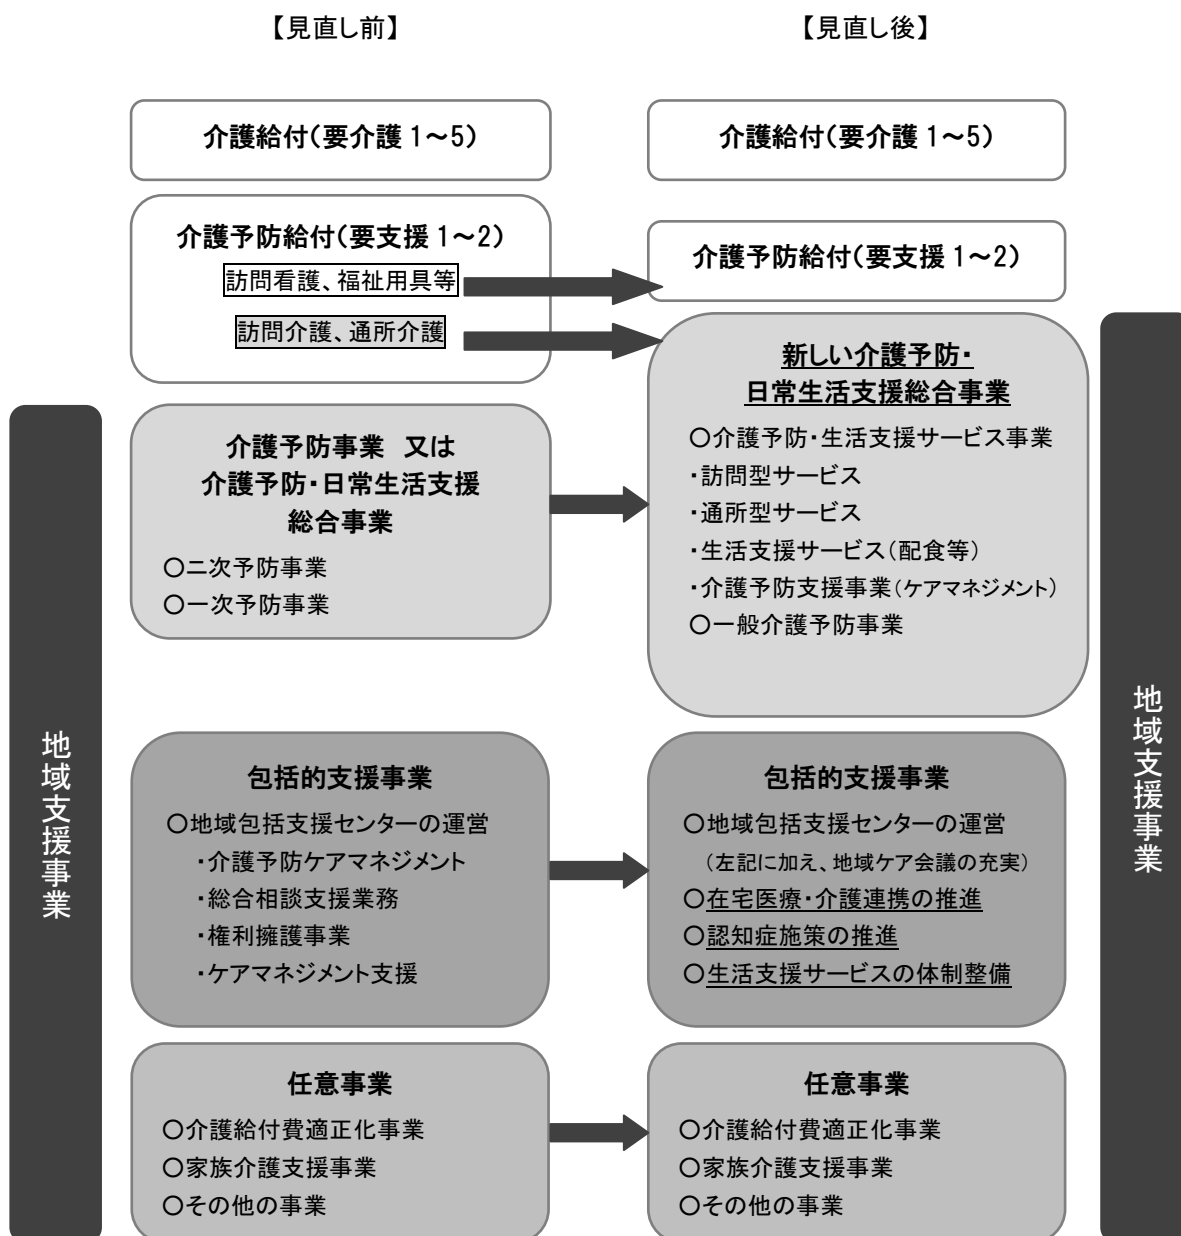 【見直し前】
【見直し後】
介護給付（要介護 1～5）
介護給付（要介護 1～5）
介護予防給付（要支援 1～2）
訪問看護、福祉用具等
訪問介護、通所介護
介護予防給付（要支援 1～2）
新しい介護予防・
日常生活支援総合事業
○介護予防・生活支援サービス事業
・訪問型サービス
・通所型サービス
・生活支援サービス（配食等）
・介護予防支援事業（ケアマネジメント）
○一般介護予防事業
介護予防事業　又は
介護予防・日常生活支援
総合事業
○二次予防事業
○一次予防事業
地域支援事業
地域支援事業
包括的支援事業
○地域包括支援センターの運営
・介護予防ケアマネジメント
・総合相談支援業務
・権利擁護事業
・ケアマネジメント支援
包括的支援事業
○地域包括支援センターの運営
（左記に加え、地域ケア会議の充実）
○在宅医療・介護連携の推進
○認知症施策の推進
○生活支援サービスの体制整備
任意事業
○介護給付費適正化事業
○家族介護支援事業
○その他の事業
任意事業
○介護給付費適正化事業
○家族介護支援事業
○その他の事業